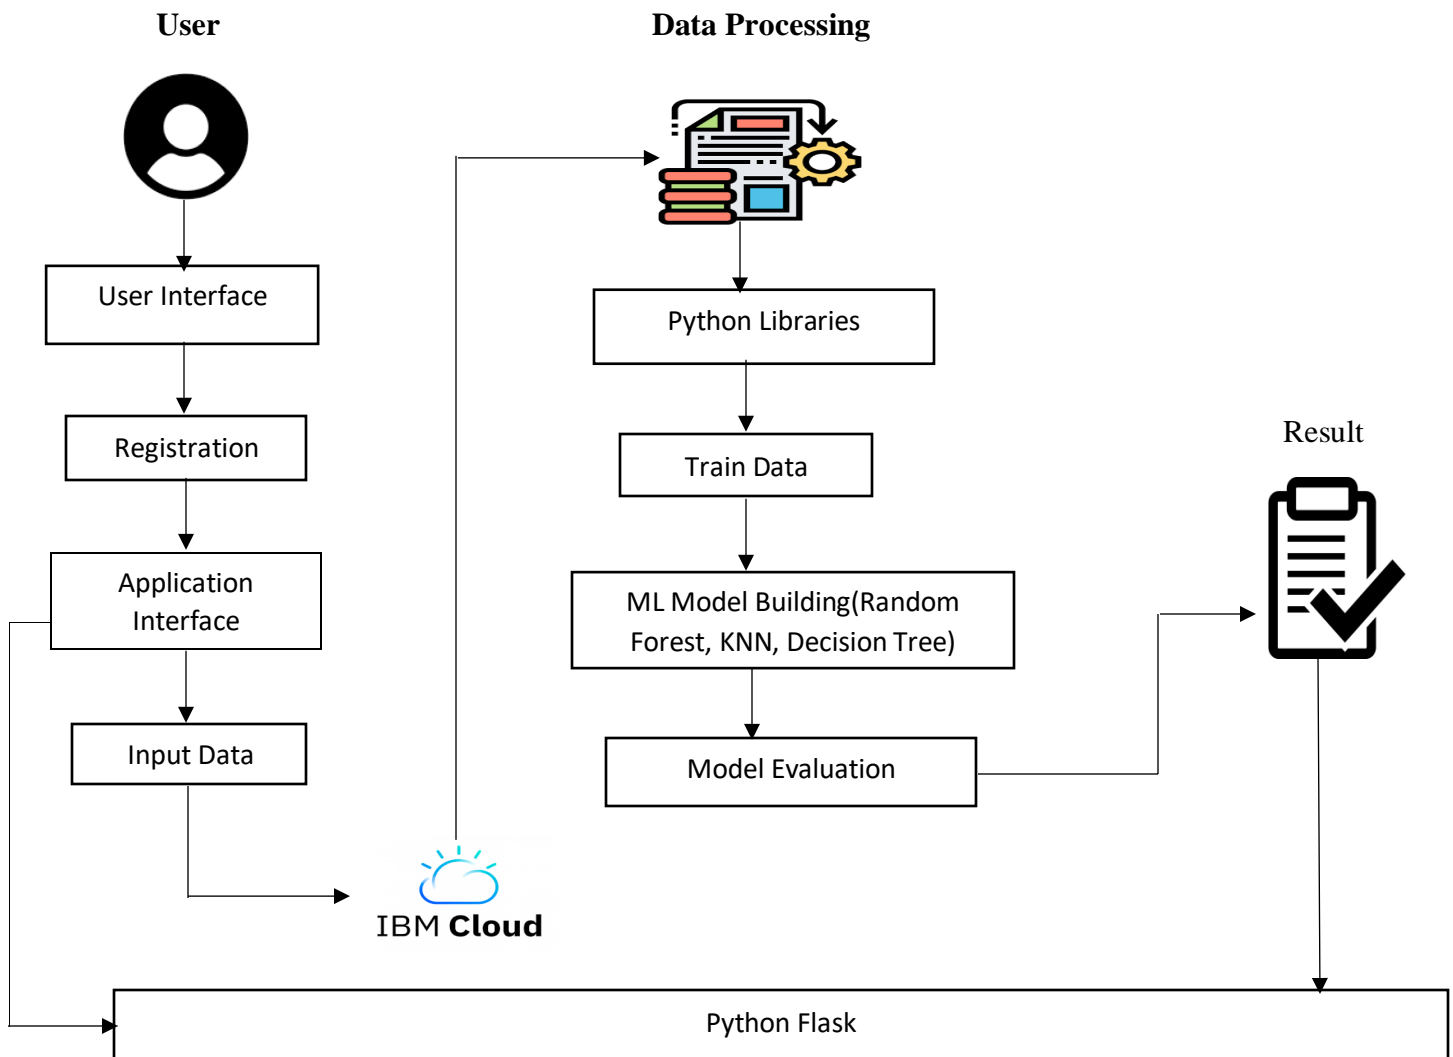 User
Data Processing
User Interface
Python Libraries
Registration
Train Data
Result
Application
Interface
ML Model Building(Random
Forest, KNN, Decision Tree)
Input Data
Model Evaluation
IBM Cloud
Python Flask